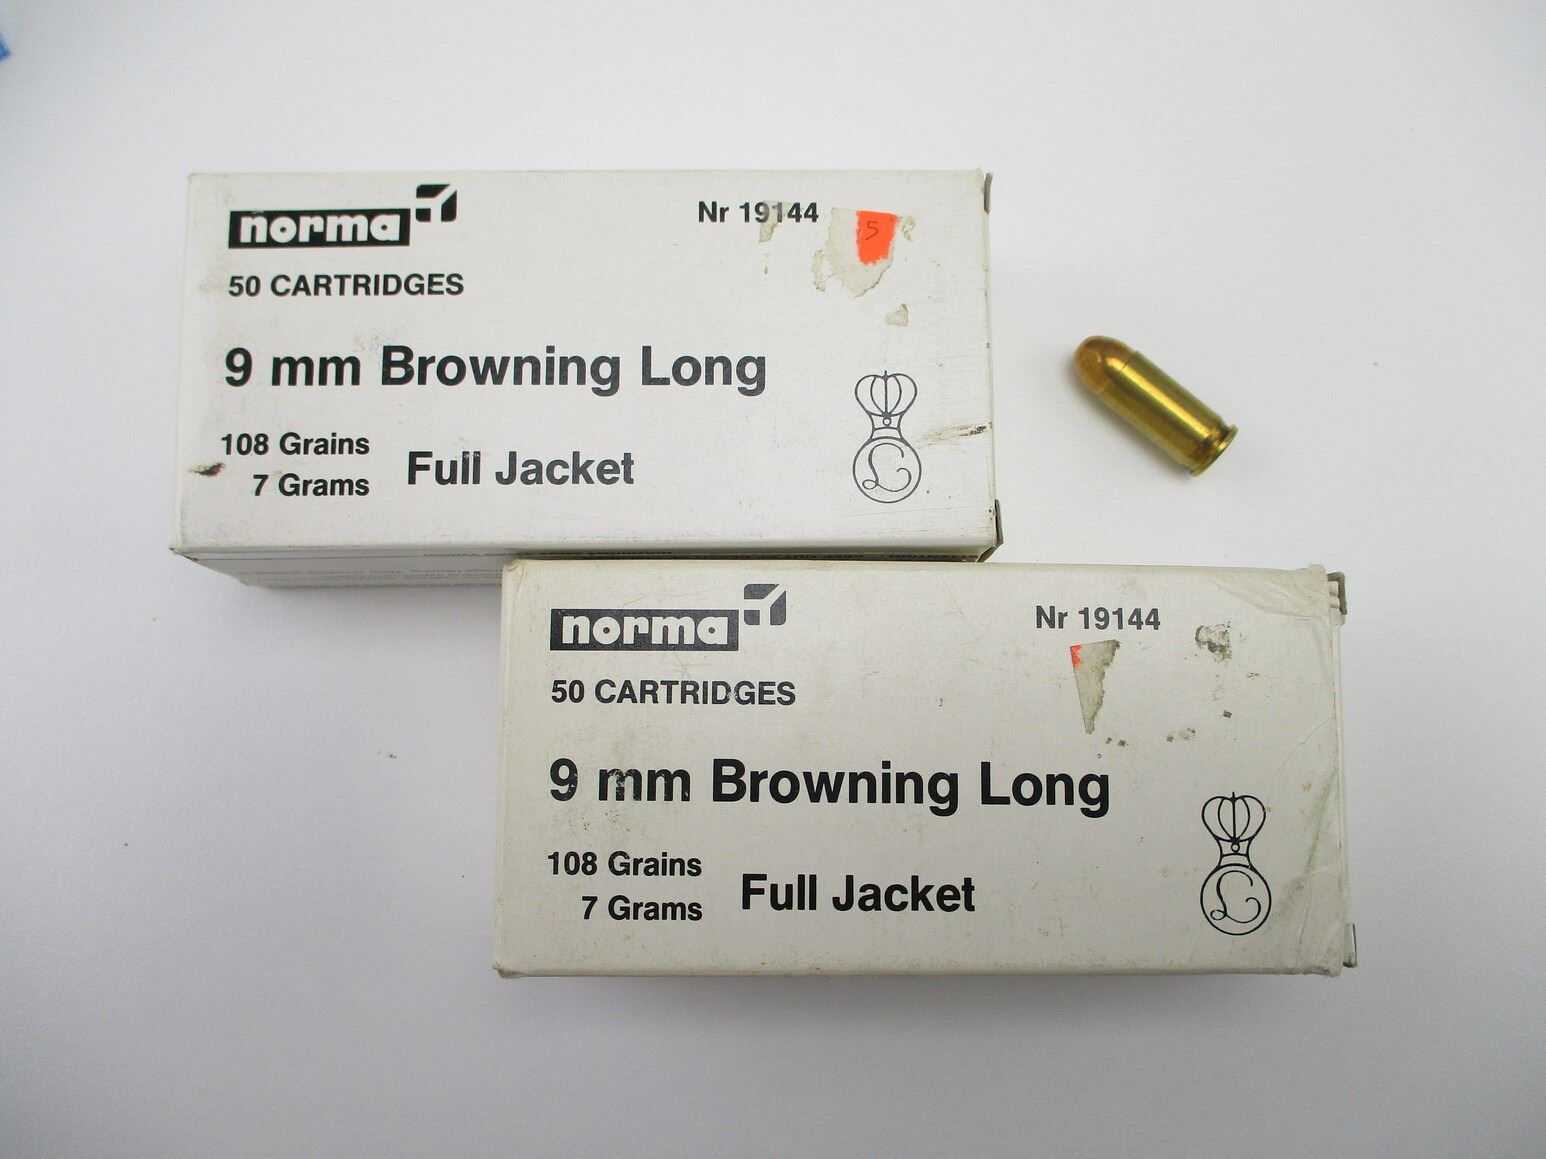 norma
Nr 19144
5
50 CARTRIDGES
9 mm Browning Long
108 Grains
7 Grams
Full Jacket
L
norma
Nr 19144
50 CARTRIDGES
9 mm Browning Long
108 Grains
7 Grams
Full Jacket
L